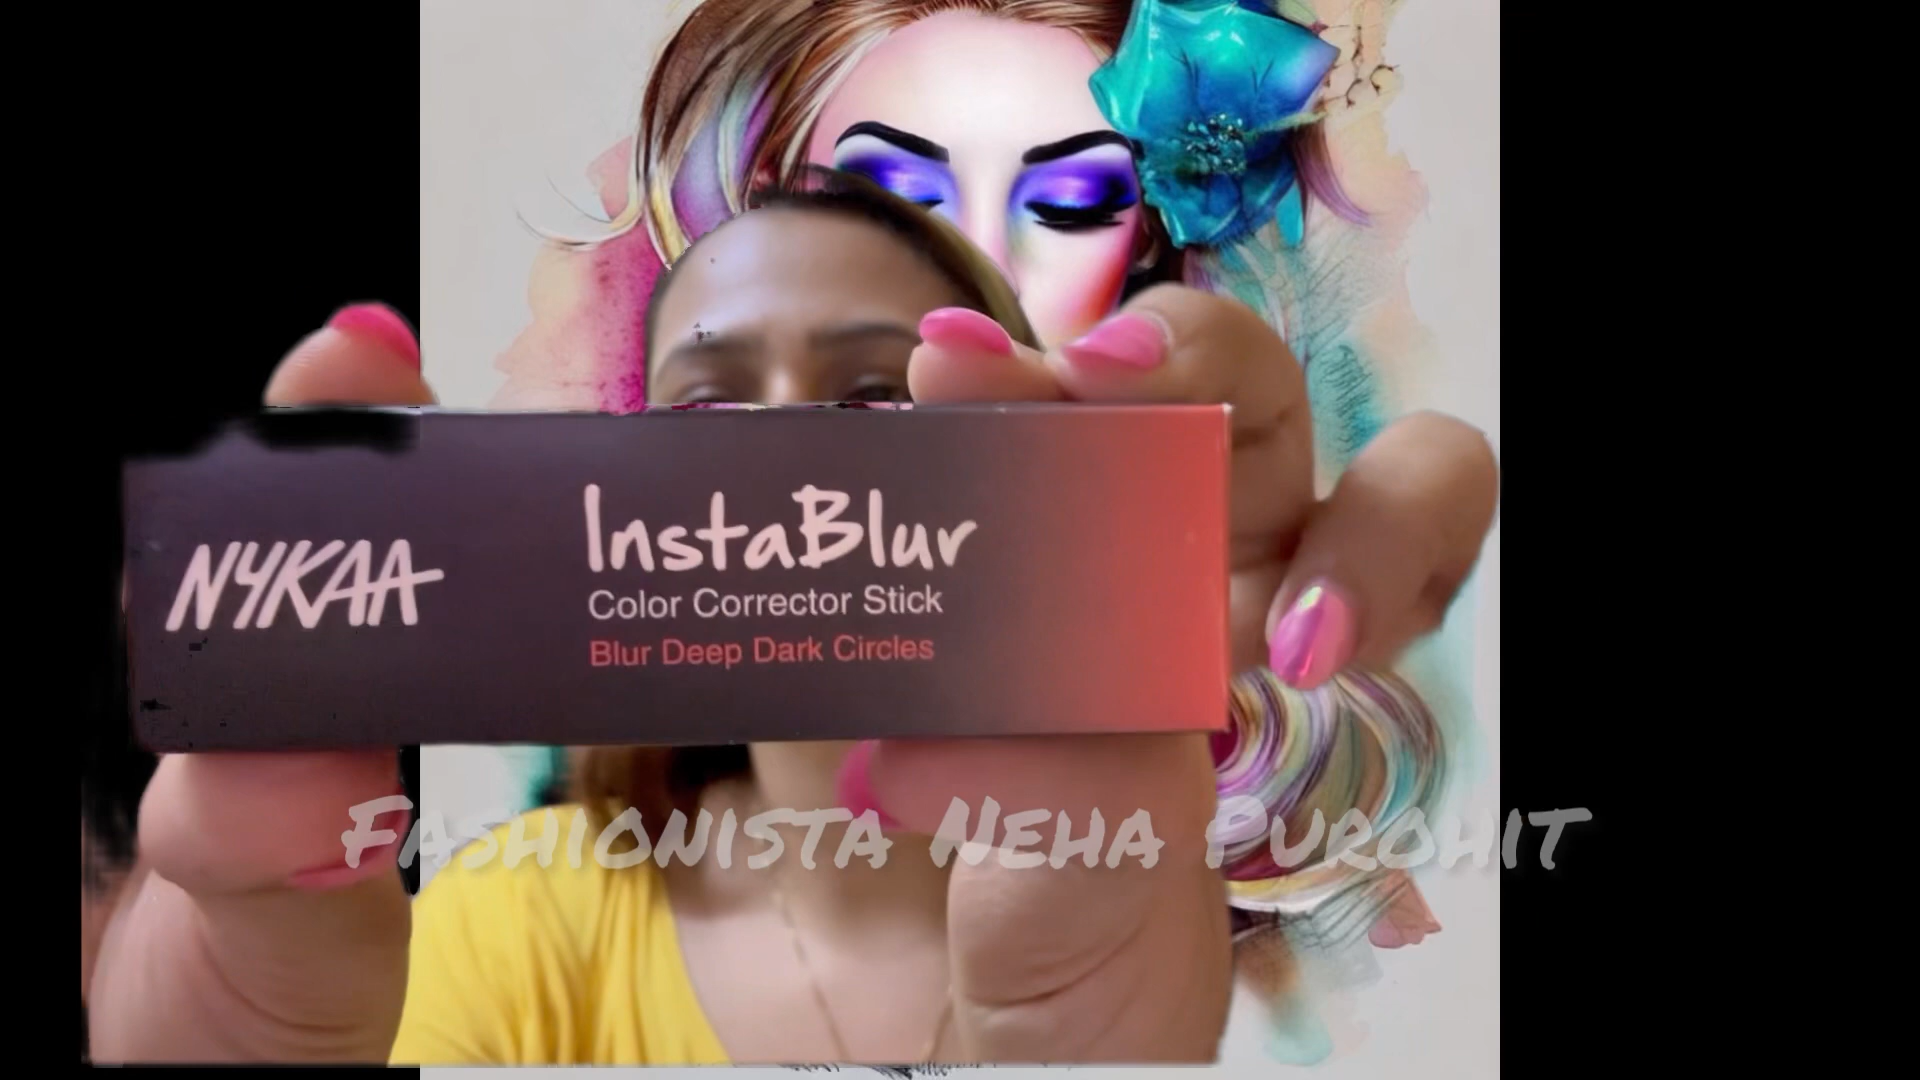 NYKAA
InstaBlur
Color Corrector Stick
Blur Deep Dark Circles
Fashionista Neha Purohit